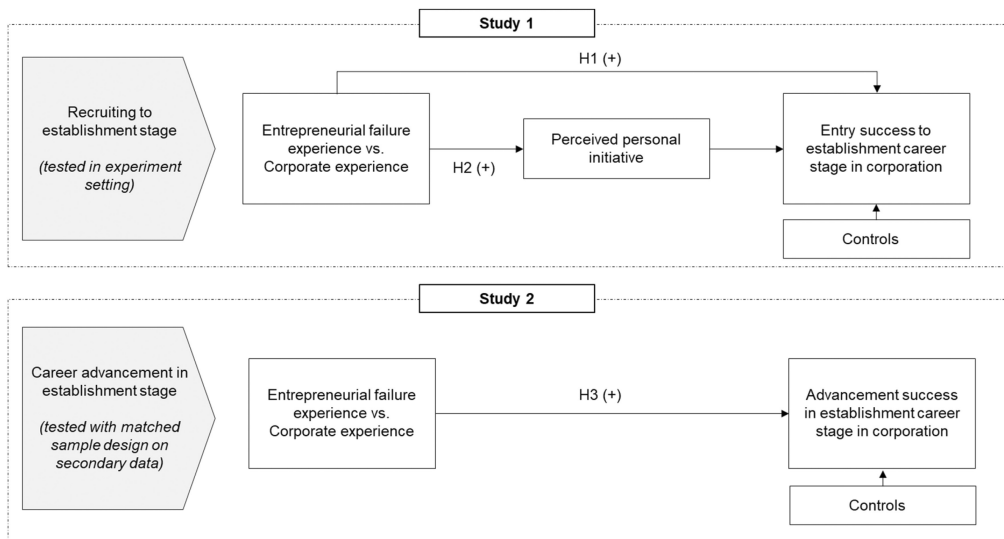 Study 1
Recruiting to
establishment stage
(tested in experiment
setting)
H1 (+)
Entrepreneurial failure
experience vs.
Corporate experience
H2 (+)
Perceived personal
initiative
Entry success to
establishment career
stage in corporation
Controls
Study 2
Career advancement in
establishment stage
(tested with matched
sample design on
secondary data)
Entrepreneurial failure
experience vs.
Corporate experience
H3 (+)
Advancement success
in establishment career
stage in corporation
Controls